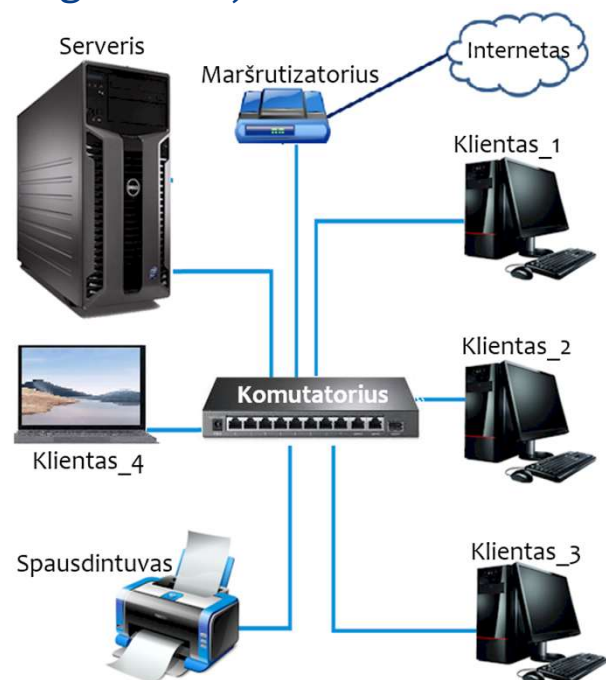 Serveris
Internetas
Maršrutizatorius
Klientas_1
Klientas_2
Komutatorius
Klientas_4
Klientas_3
Spausdintuvas